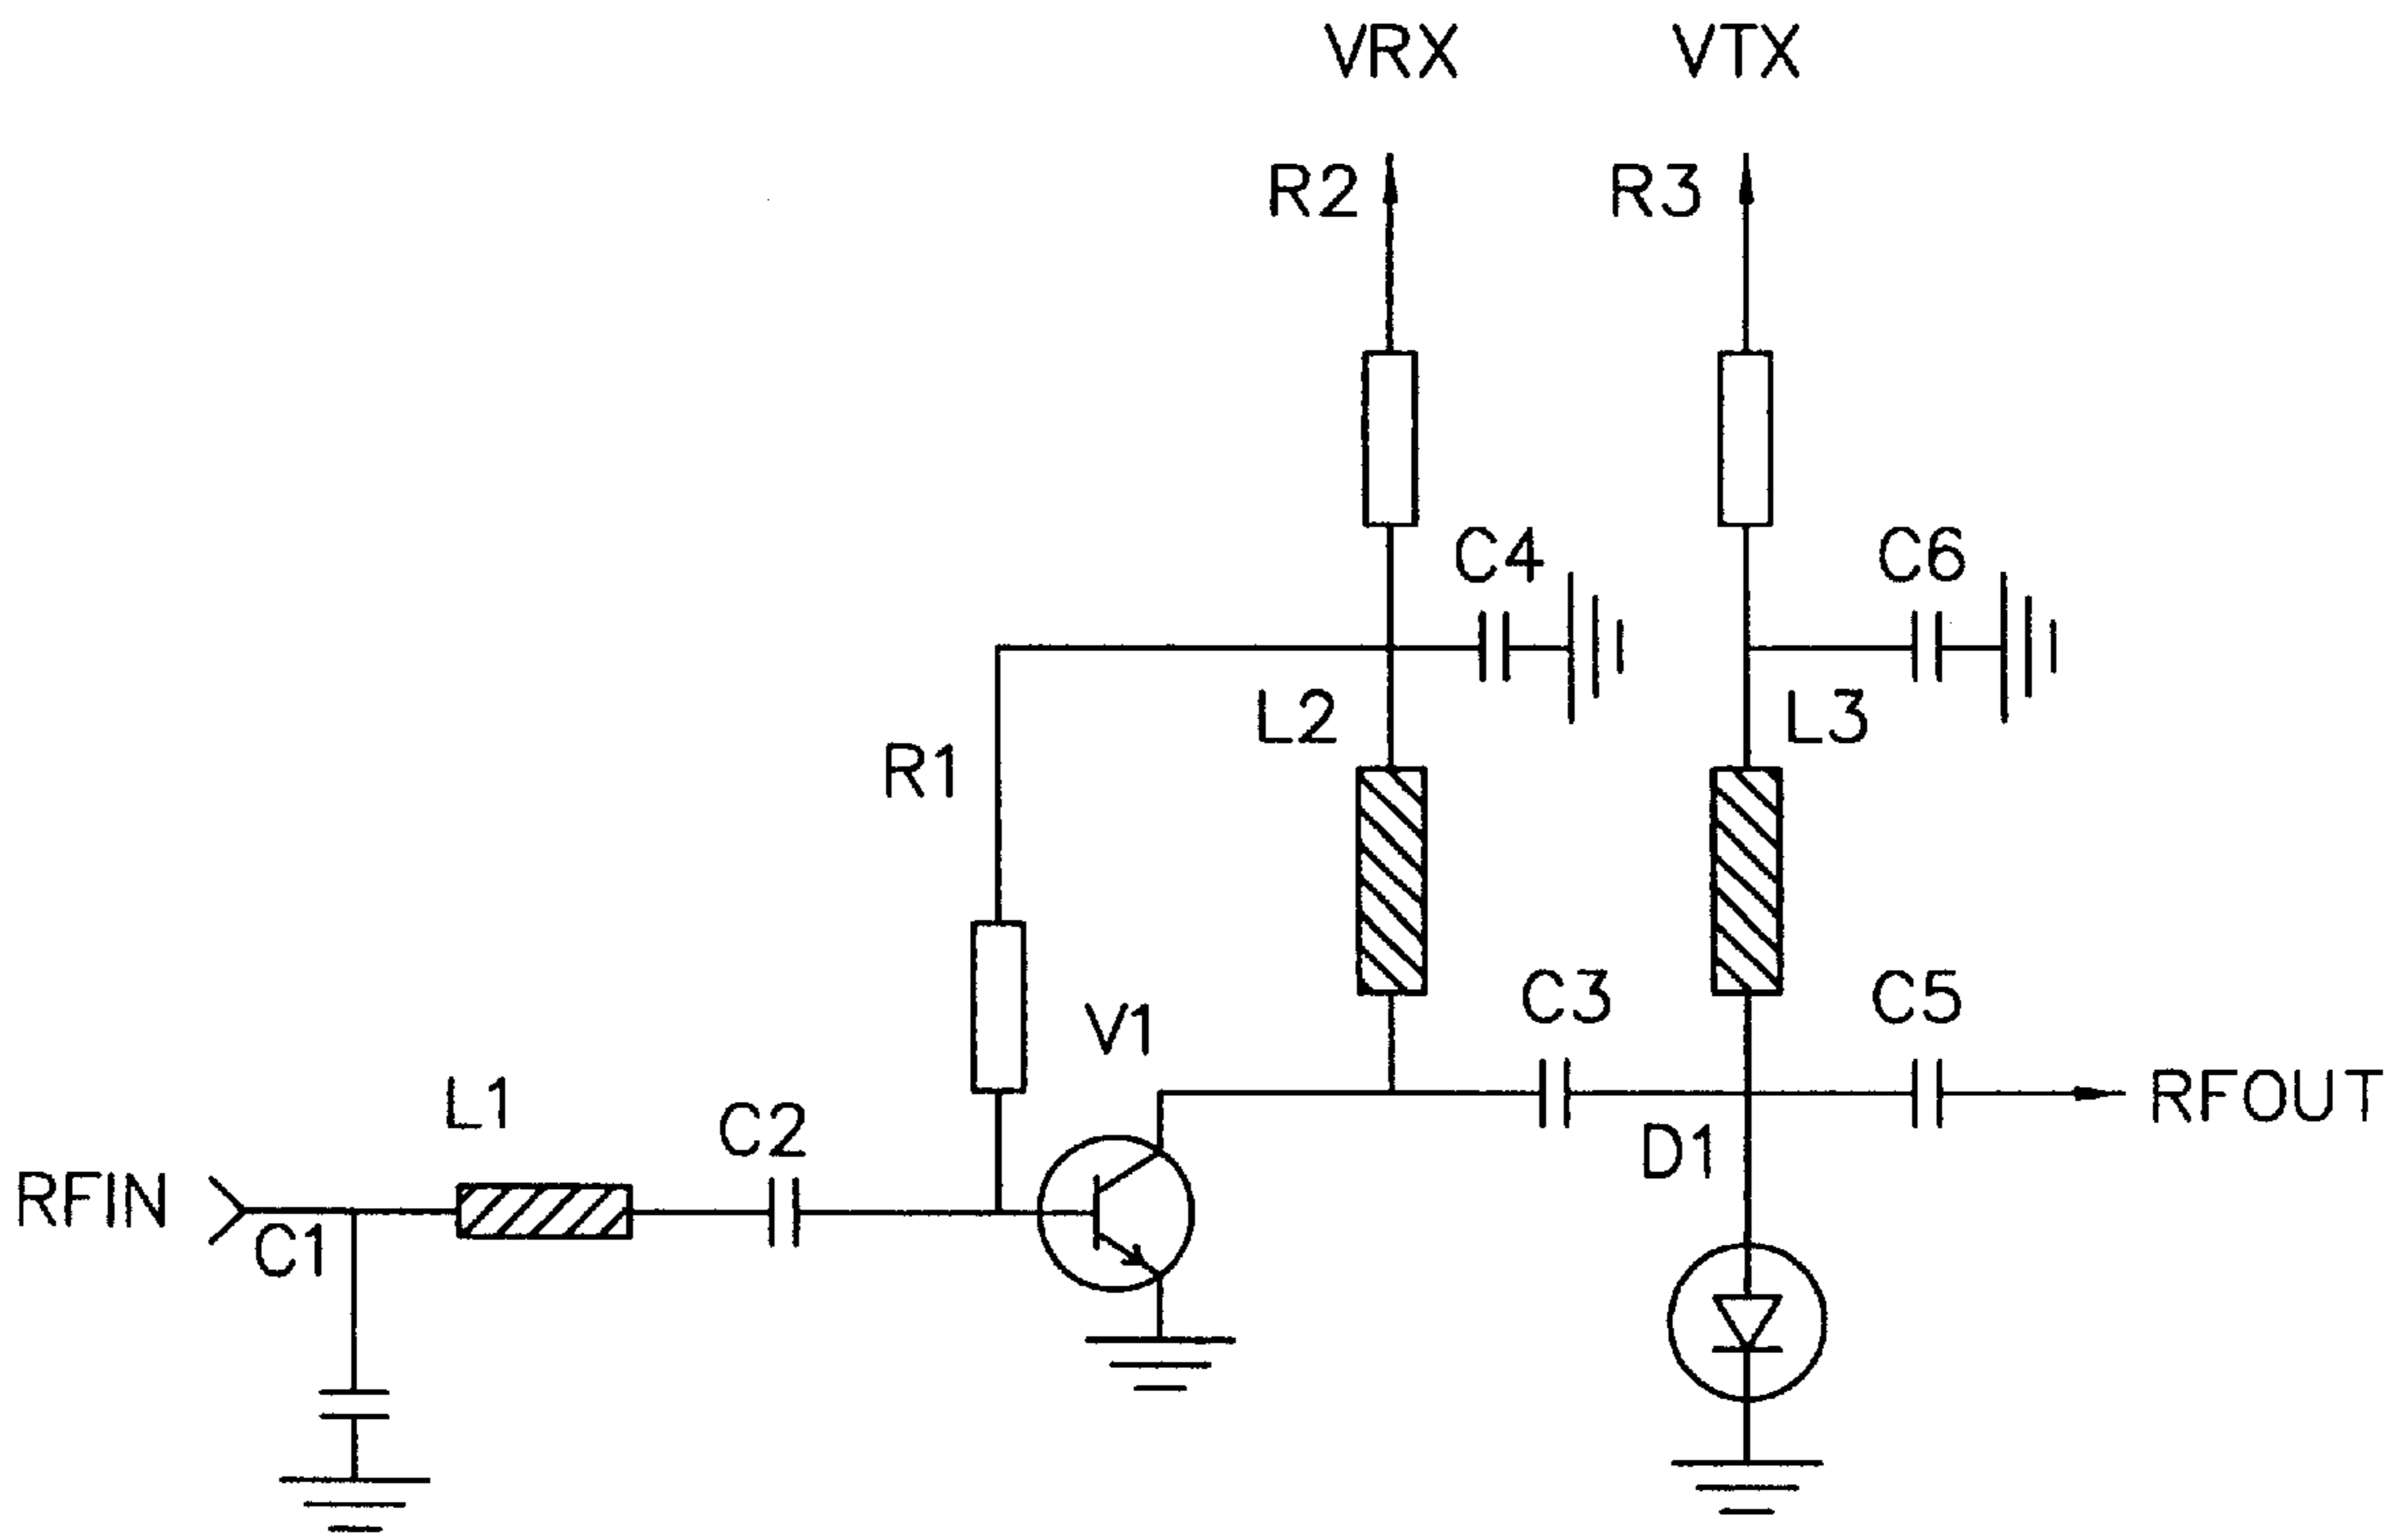 VRX VTX
R2 R3
C4 C6
L2 L3
R1
C3 C5
V1
L1 RFOUT
C2 D1
RFIN
C1